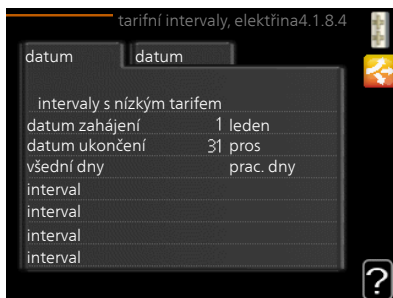 tarifní intervaly, elektřina4.1.8.4
datum datum
intervaly s nízkým tarifem
datum zahájení 1 leden
datum ukončení 31 pros
všední dny prac. dny
interval
interval
interval
interval
?